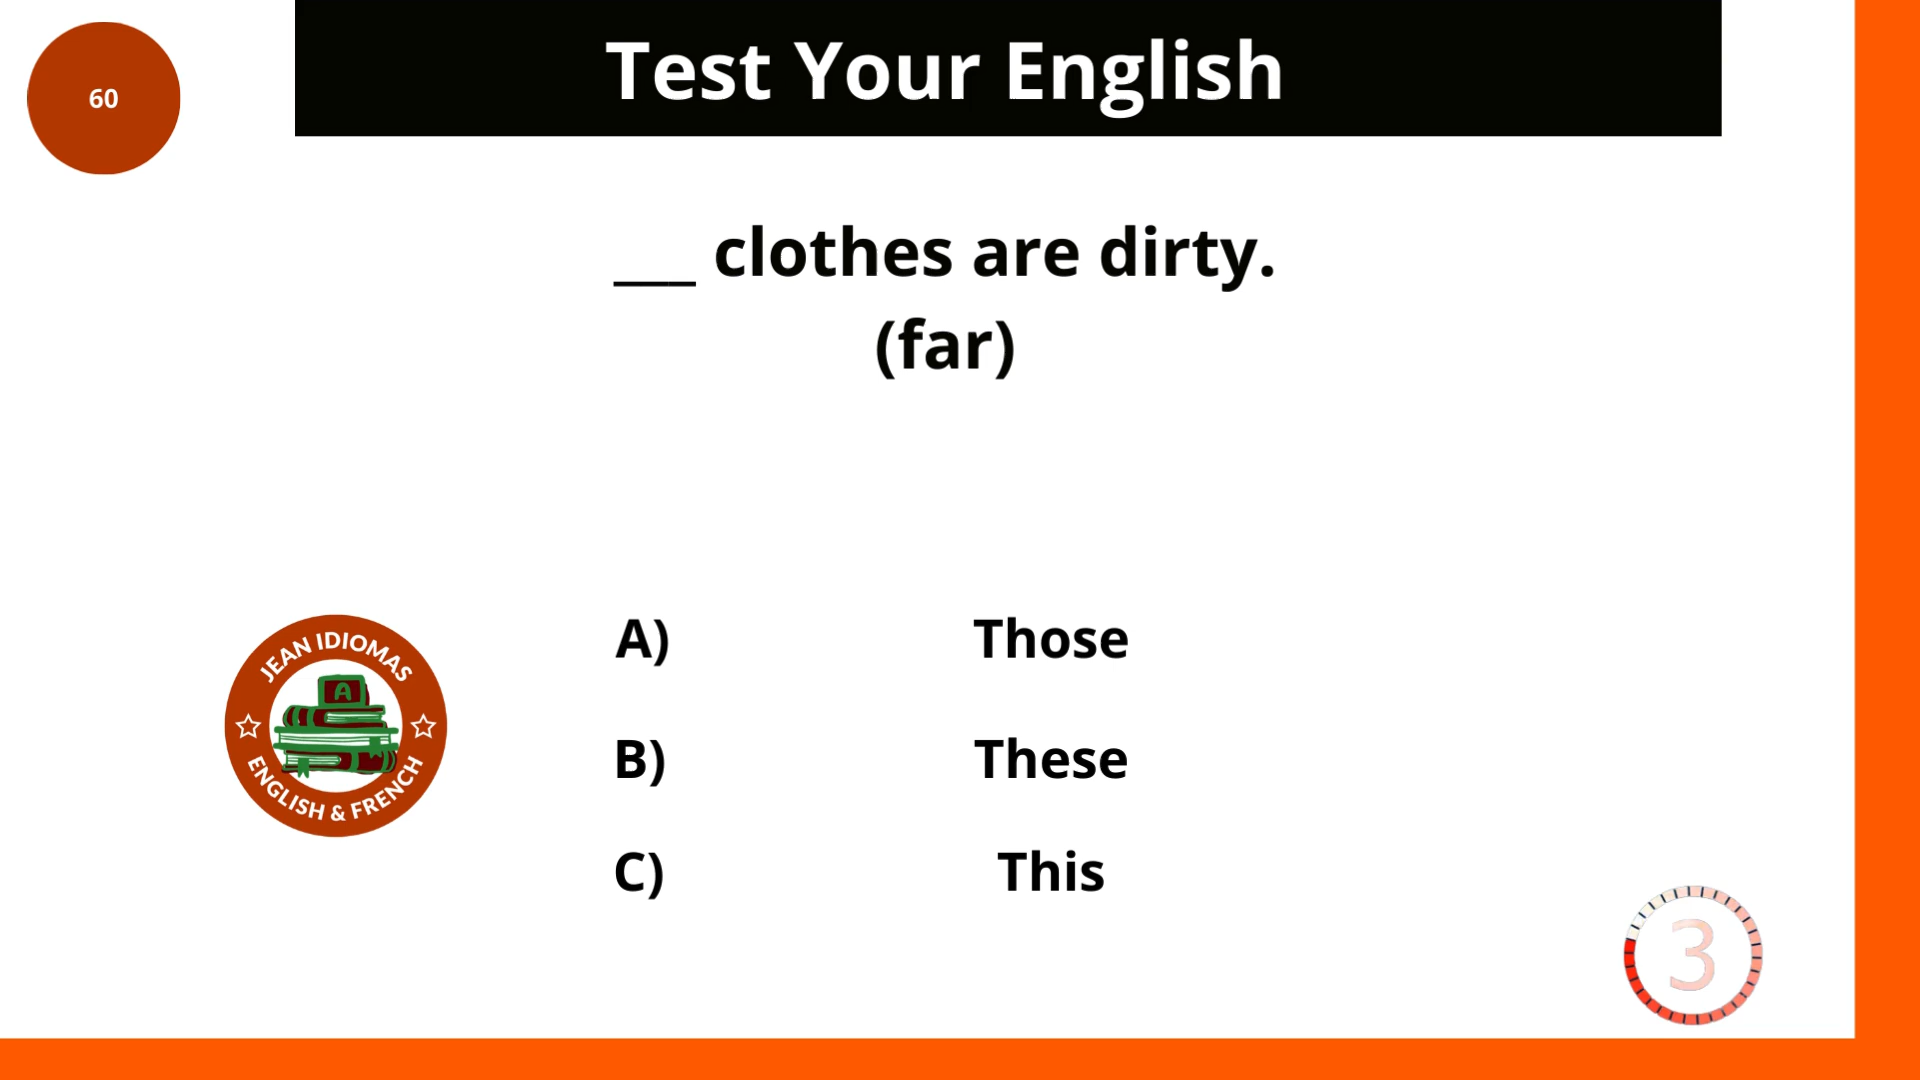 60
Test Your English
___ clothes are dirty.
(far)
A) Those
B) These
C) This
JEAN IDIOMAS
A
ENGLISH & FRENCH
3